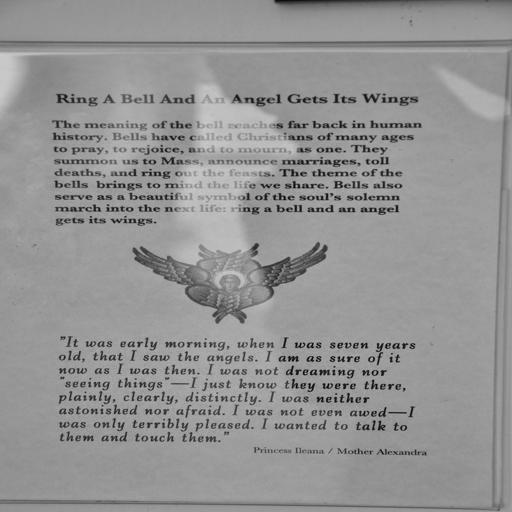 Ring A Bell And An Angel Gets Its Wings
The meaning of the bell reaches far back in human
history. Bells have called Christians of many ages
to pray, to rejoice, and to mourn, as one. They
summon us to Mass, announce marriages, toll
deaths, and ring out the feasts. The theme of the
bells brings to mind the life we share. Bells also
serve as a beautiful symbol of the soul's solemn
march into the next life: ring a bell and an angel
gets its wings.
"It was early morning, when I was seven years
old, that I saw the angels. I am as sure of it
now as I was then. I was not dreaming nor
"seeing things"—I just know they were there,
plainly, clearly, distinctly. I was neither
astonished nor afraid. I was not even awed—I
was only terribly pleased. I wanted to talk to
them and touch them."
Princess Ileana / Mother Alexandra